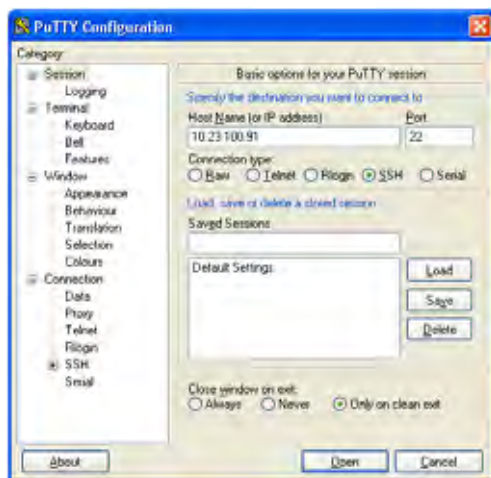 PuTTY Configuration
Category:
Session
Logging
Terminal
Keyboard
Bell
Features
Window
Appearance
Behaviour
Translation
Selection
Colours
Connection
Data
Proxy
Telnet
Rlogin
SSH
Serial
Basic options for your PuTTY session
Specify the destination you want to connect to
Host Name (or IP address) Port
10.23.100.91 22
Connection type:
Raw Telnet Rlogin SSH Serial
Load, save or delete a stored session
Saved Sessions
Default Settings
Load
Save
Delete
Close window on exit:
Always Never Only on clean exit
About Open Cancel